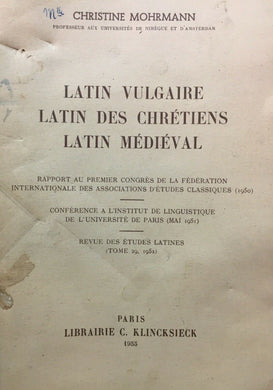 Mlle
CHRISTINE MOHRMANN
PROFESSEUR AUX UNIVERSITÉS DE NIMÈGUE ET D'AMSTERDAM
LATIN VULGAIRE
LATIN DES CHRÉTIENS
LATIN MÉDIÉVAL
RAPPORT AU PREMIER CONGRÈS DE LA FÉDÉRATION
INTERNATIONALE DES ASSOCIATIONS D'ÉTUDES CLASSIQUES (1950)
CONFÉRENCE A L'INSTITUT DE LINGUISTIQUE
DE L'UNIVERSITÉ DE PARIS (MAI 1951)
REVUE DES ÉTUDES LATINES
(TOME 29, 1951)
PARIS
LIBRAIRIE C. KLINCKSIECK
1955